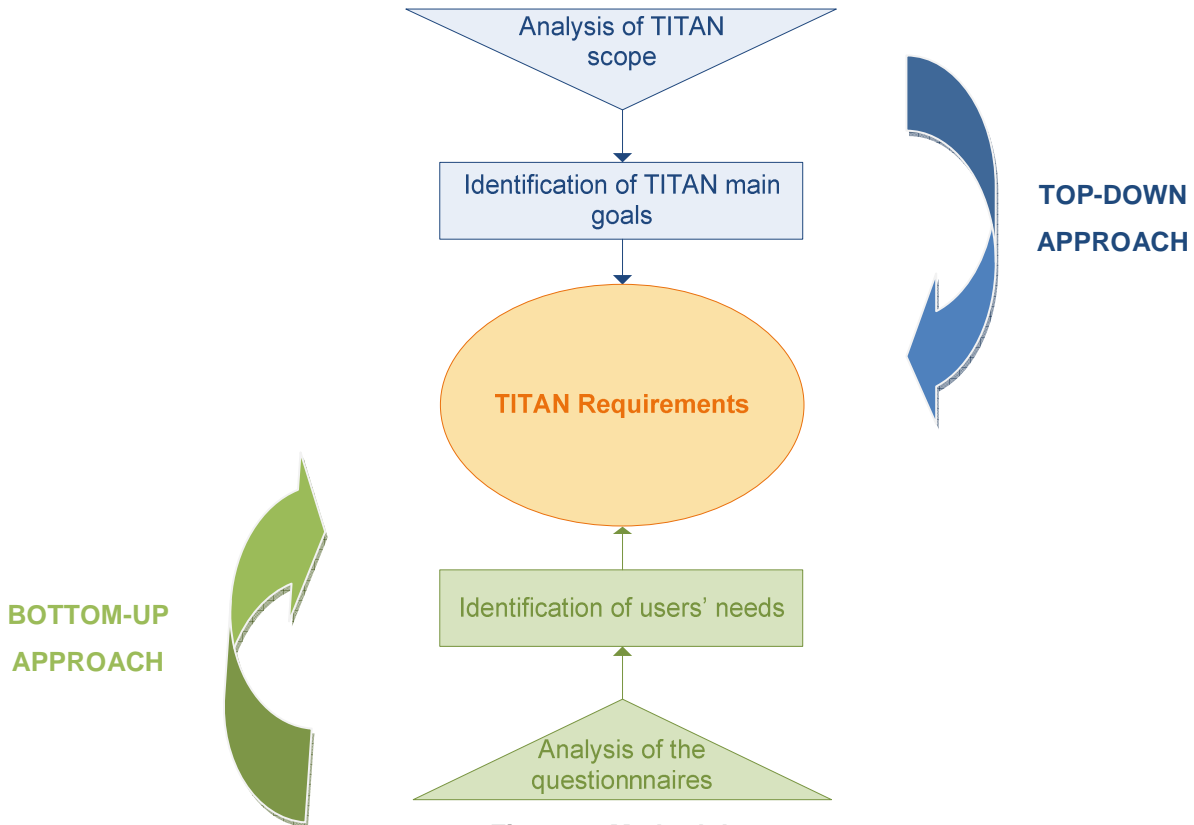 Analysis of TITAN
scope
Identification of TITAN main
goals
TOP-DOWN
APPROACH
TITAN Requirements
BOTTOM-UP
APPROACH
Identification of users’ needs
Analysis of the
questionnnaires